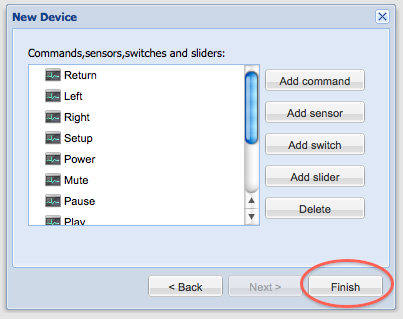 New Device
Commands,sensors,switches and sliders:
Return
Left
Right
Setup
Power
Mute
Pause
Play
Add command
Add sensor
Add switch
Add slider
Delete
< Back
Next >
Finish